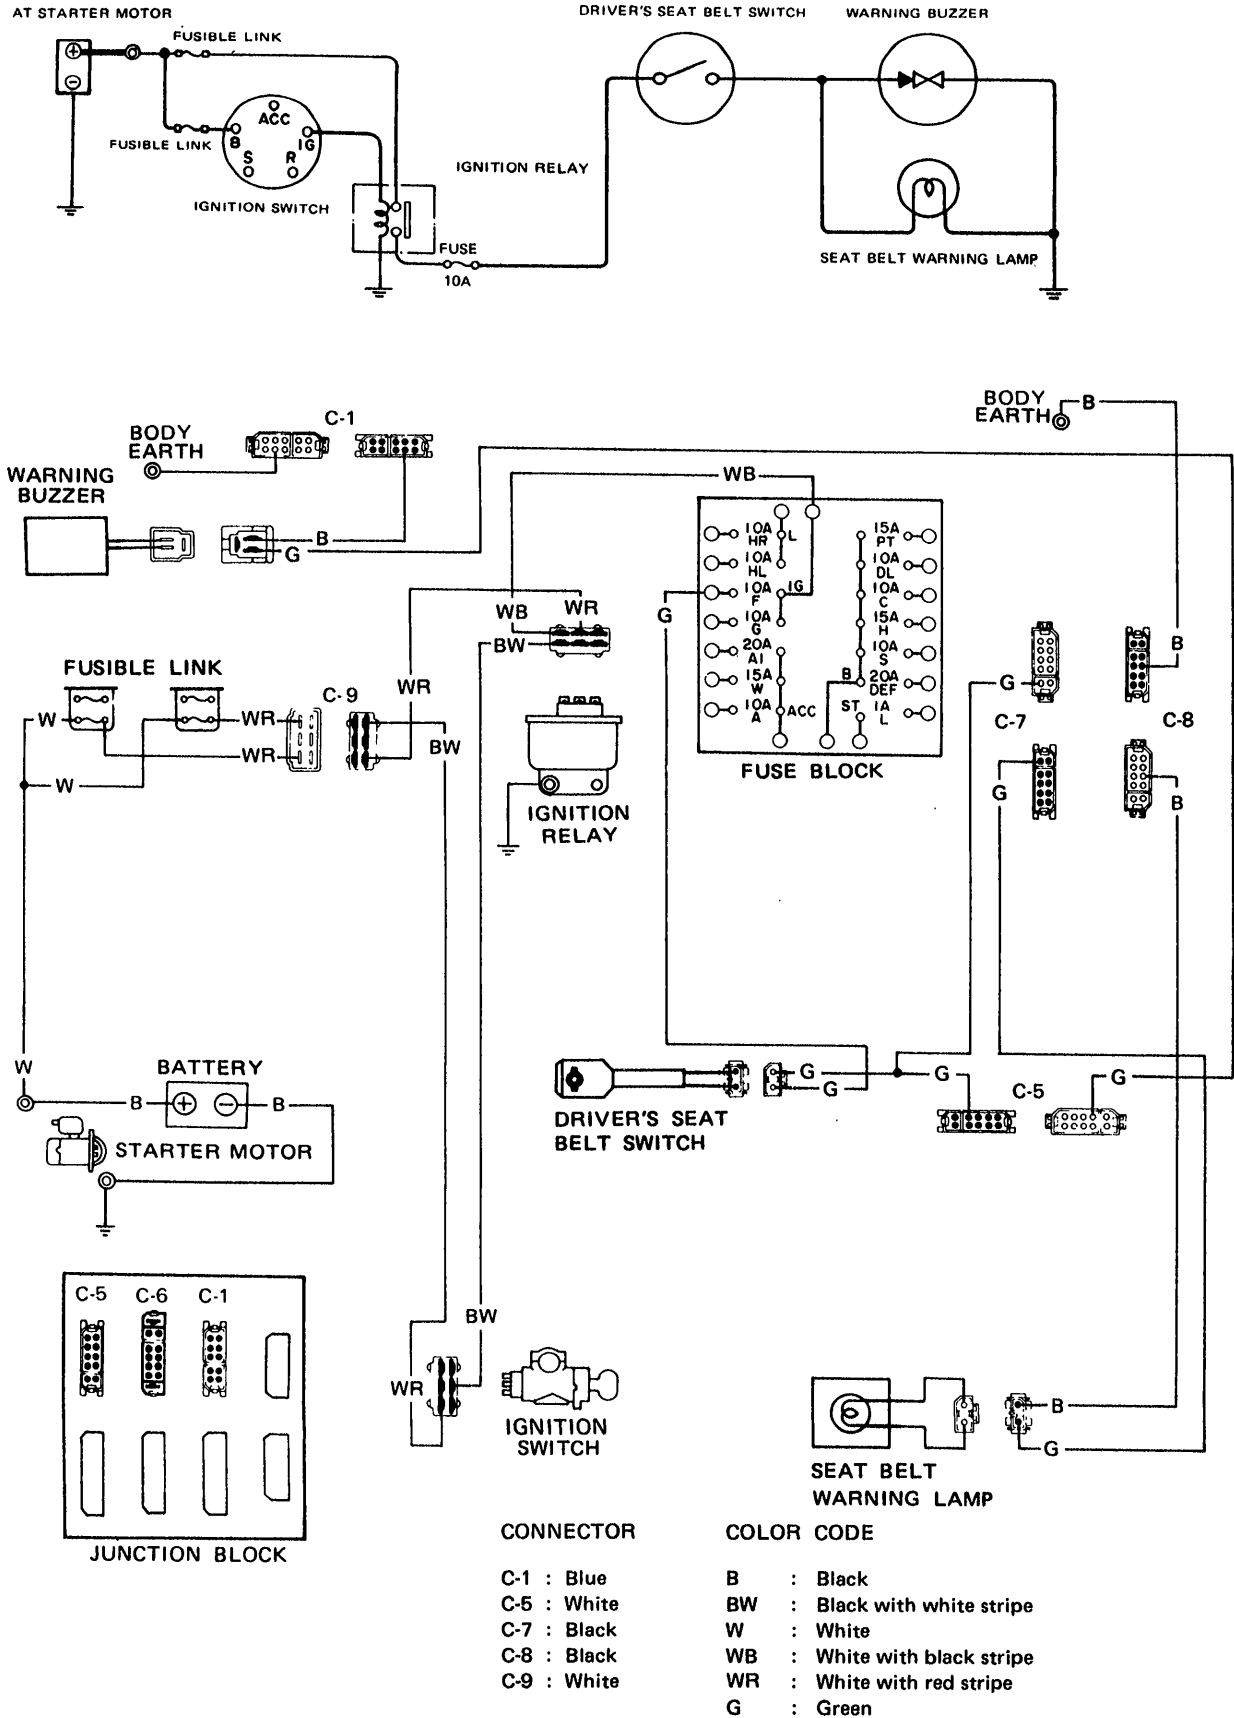 AT STARTER MOTOR
DRIVER'S SEAT BELT SWITCH
WARNING BUZZER
FUSIBLE LINK
+
−
ACC
B
IG
S
R
FUSIBLE LINK
IGNITION SWITCH
IGNITION RELAY
FUSE
10A
SEAT BELT WARNING LAMP
BODY
EARTH
C-1
BODY
EARTH
B
WARNING
BUZZER
B
G
WB
10A
HR
L
10A
HL
10A
F
IG
10A
G
20A
AI
15A
W
10A
A
ACC
15A
PT
10A
DL
10A
C
15A
H
10A
S
B
20A
DEF
ST
1A
L
FUSE BLOCK
G
WB
WR
BW
FUSIBLE LINK
C-9
WR
W
WR
WR
BW
W
IGNITION
RELAY
G
C-7
G
B
C-8
B
W
BATTERY
B
+
−
B
STARTER MOTOR
G
G
G
C-5
G
DRIVER'S SEAT
BELT SWITCH
C-5
C-6
C-1
JUNCTION BLOCK
BW
WR
IGNITION
SWITCH
B
G
SEAT BELT
WARNING LAMP
CONNECTOR
C-1 : Blue
C-5 : White
C-7 : Black
C-8 : Black
C-9 : White
COLOR CODE
B : Black
BW : Black with white stripe
W : White
WB : White with black stripe
WR : White with red stripe
G : Green